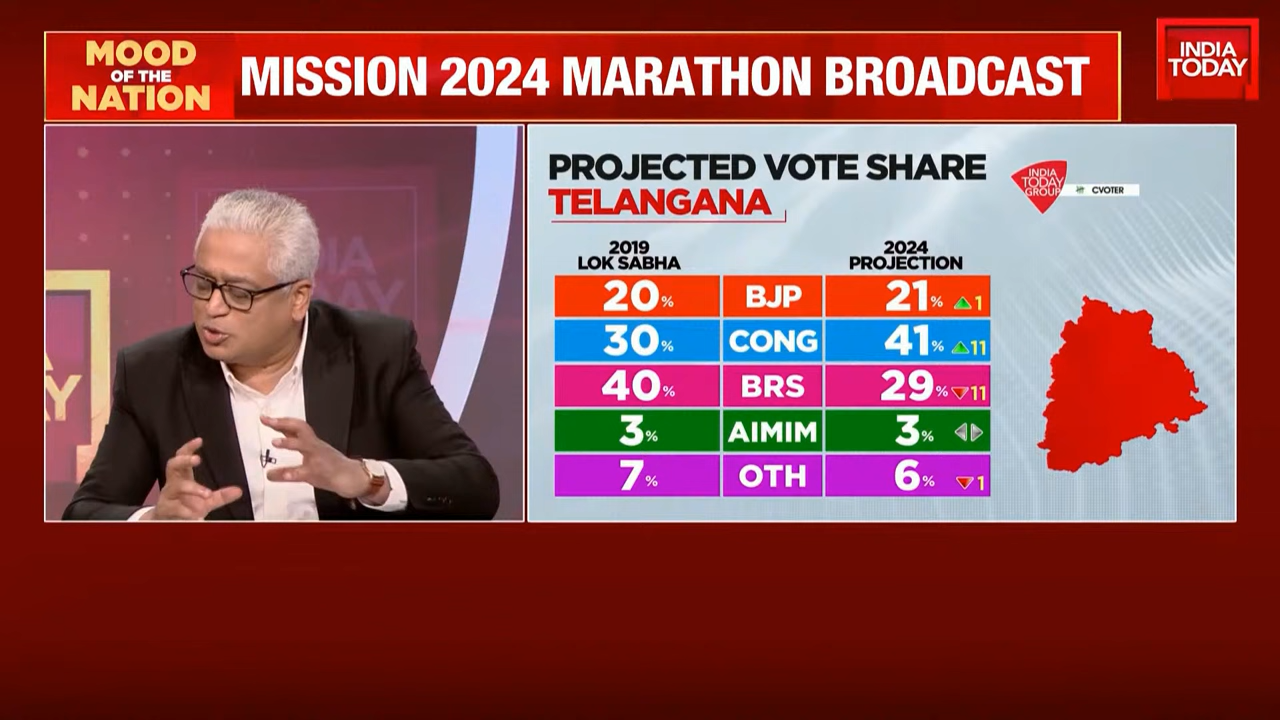 MOOD
OF THE
NATION
MISSION 2024 MARATHON BROADCAST
INDIA
TODAY
PROJECTED VOTE SHARE
TELANGANA
INDIA
TODAY
GROUP
CVOTER
2019
LOK SABHA
2024
PROJECTION
20% BJP 21% 1
30% CONG 41% 11
40% BRS 29% 11
3% AIMIM 3%
7% OTH 6% 1